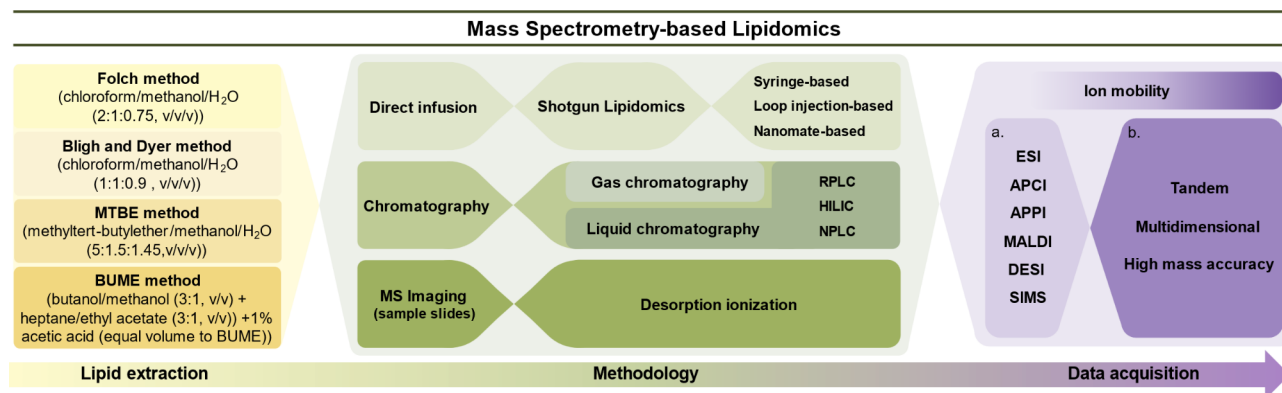 Mass Spectrometry-based Lipidomics
Folch method
(chloroform/methanol/H₂O
(2:1:0.75, v/v/v))
Bligh and Dyer method
(chloroform/methanol/H₂O
(1:1:0.9 , v/v/v))
MTBE method
(methyltert-butylether/methanol/H₂O
(5:1.5:1.45,v/v/v))
BUME method
(butanol/methanol (3:1, v/v) +
heptane/ethyl acetate (3:1, v/v)) +1%
acetic acid (equal volume to BUME))
Direct infusion
Shotgun Lipidomics
Syringe-based
Loop injection-based
Nanomate-based
Chromatography
Gas chromatography
Liquid chromatography
RPLC
HILIC
NPLC
MS Imaging
(sample slides)
Desorption ionization
Ion mobility
a.
ESI
APCI
APPI
MALDI
DESI
SIMS
b.
Tandem
Multidimensional
High mass accuracy
Lipid extraction
Methodology
Data acquisition